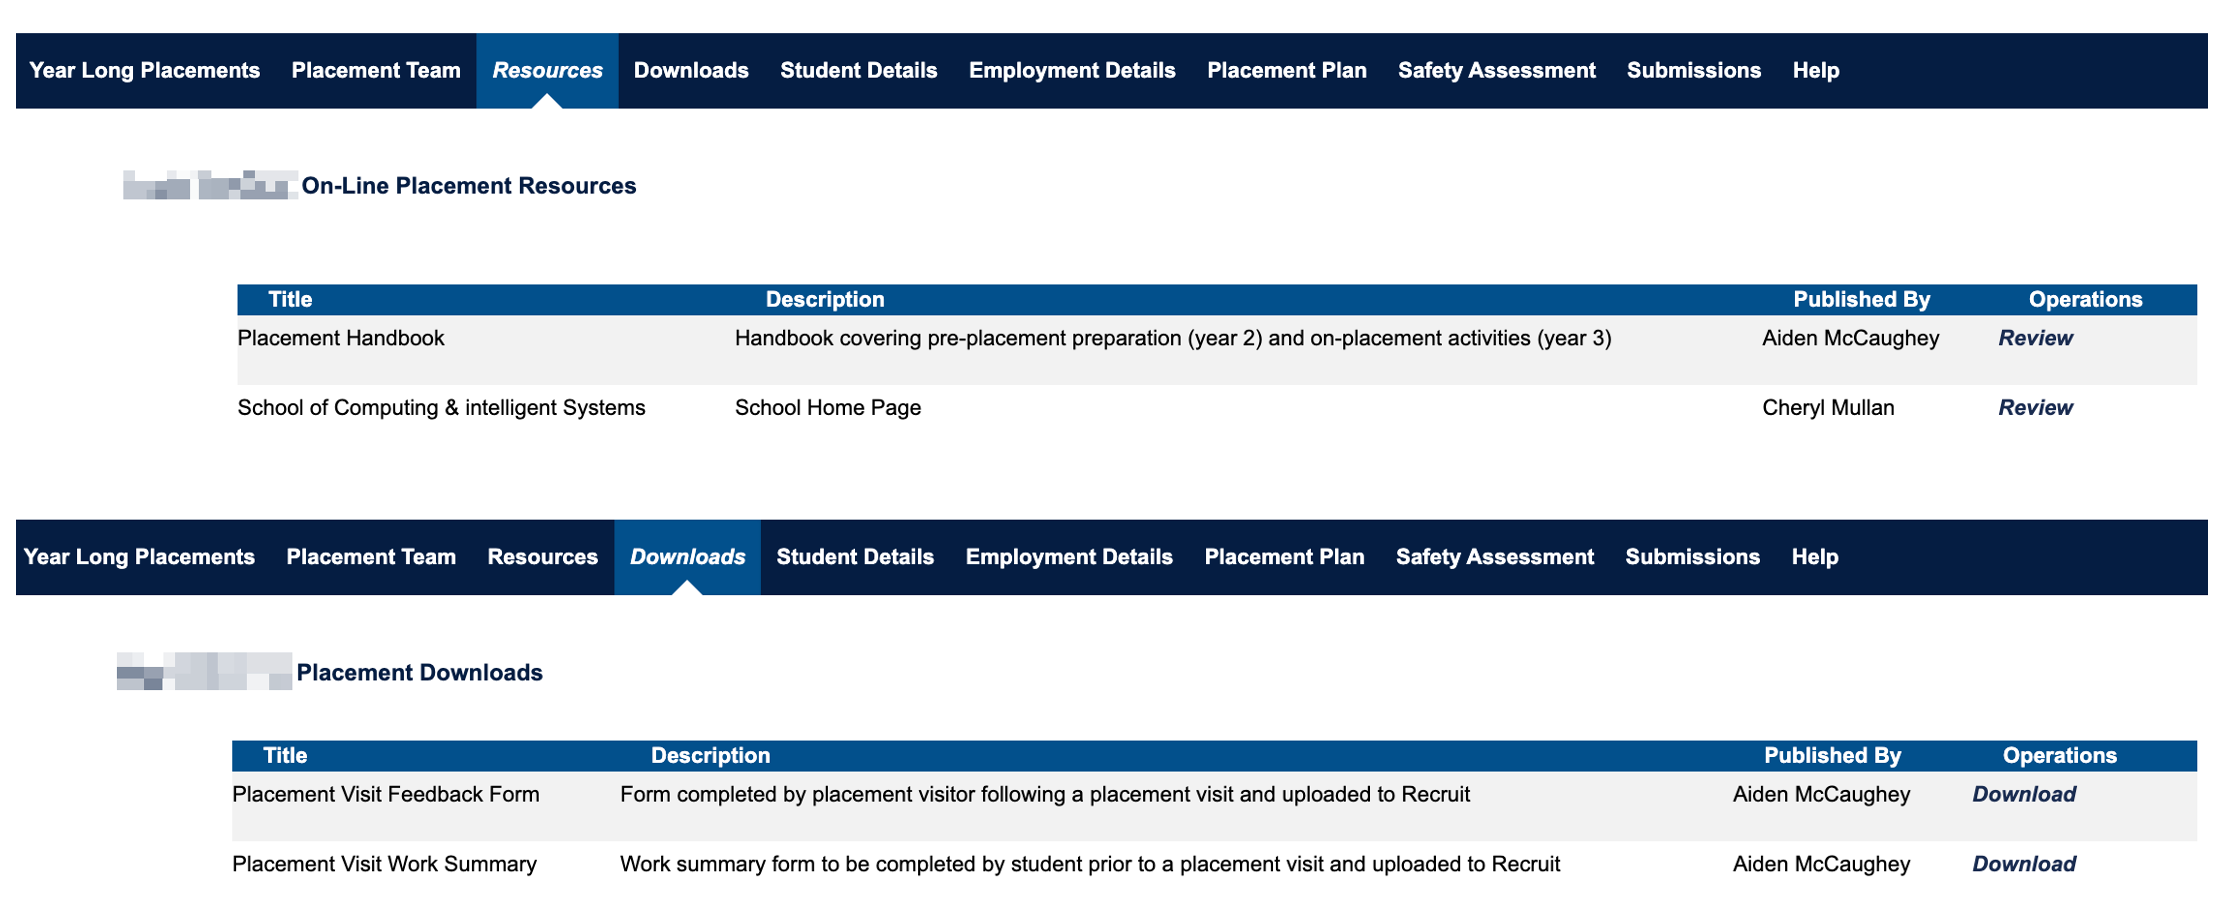 Year Long Placements Placement Team Resources Downloads Student Details Employment Details Placement Plan Safety Assessment Submissions Help
On-Line Placement Resources
Title Description Published By Operations
Placement Handbook Handbook covering pre-placement preparation (year 2) and on-placement activities (year 3) Aiden McCaughey Review
School of Computing & intelligent Systems School Home Page Cheryl Mullan Review
Year Long Placements Placement Team Resources Downloads Student Details Employment Details Placement Plan Safety Assessment Submissions Help
Placement Downloads
Title Description Published By Operations
Placement Visit Feedback Form Form completed by placement visitor following a placement visit and uploaded to Recruit Aiden McCaughey Download
Placement Visit Work Summary Work summary form to be completed by student prior to a placement visit and uploaded to Recruit Aiden McCaughey Download